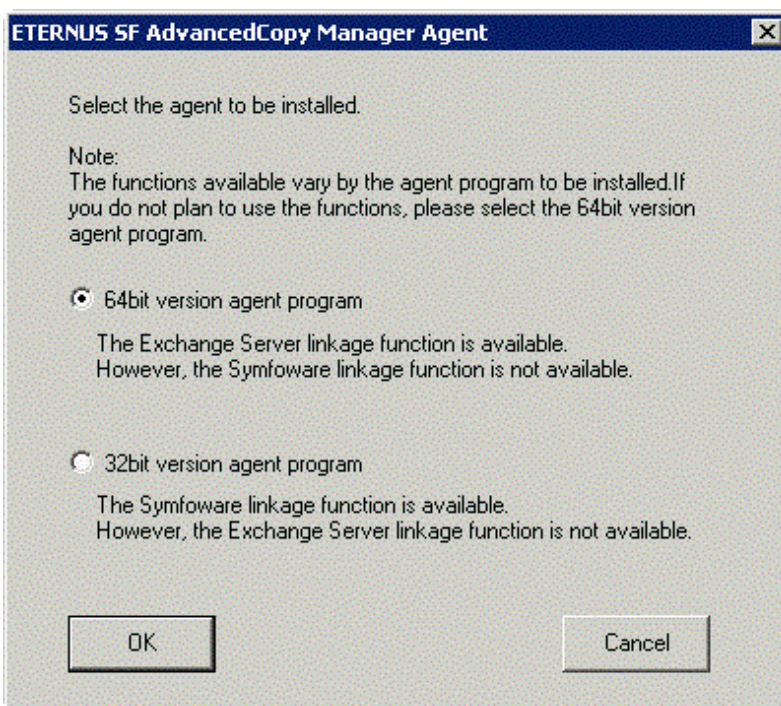 ETERNUS SF AdvancedCopy Manager Agent
Select the agent to be installed.
Note:
The functions available vary by the agent program to be installed.If
you do not plan to use the functions, please select the 64bit version
agent program.
64bit version agent program
The Exchange Server linkage function is available.
However, the Symfoware linkage function is not available.
32bit version agent program
The Symfoware linkage function is available.
However, the Exchange Server linkage function is not available.
OK
Cancel